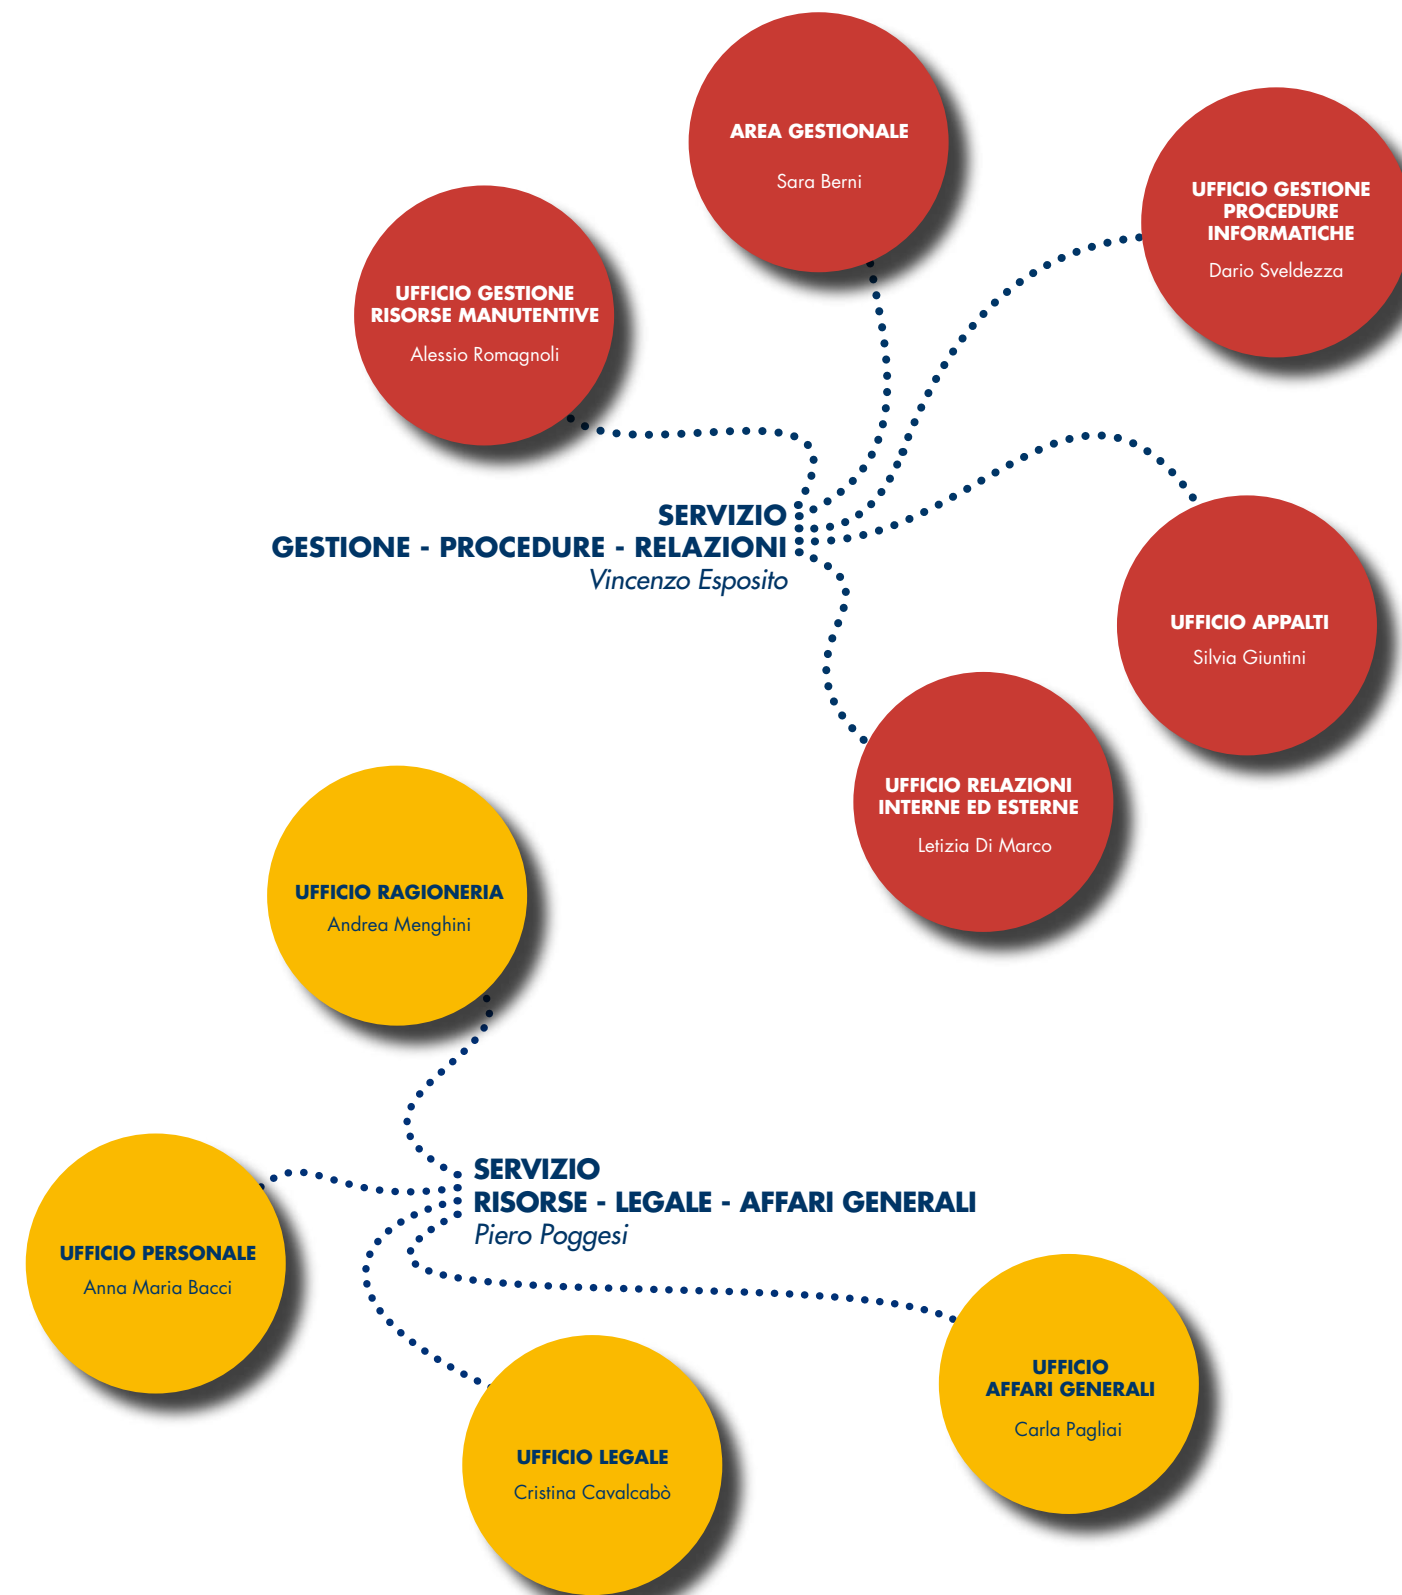 AREA GESTIONALE
Sara Berni
UFFICIO GESTIONE
PROCEDURE
INFORMATICHE
Dario Sveldezza
UFFICIO GESTIONE
RISORSE MANUTENTIVE
Alessio Romagnoli
SERVIZIO
GESTIONE - PROCEDURE - RELAZIONI
Vincenzo Esposito
UFFICIO APPALTI
Silvia Giuntini
UFFICIO RELAZIONI
INTERNE ED ESTERNE
Letizia Di Marco
UFFICIO RAGIONERIA
Andrea Menghini
SERVIZIO
RISORSE - LEGALE - AFFARI GENERALI
Piero Poggesi
UFFICIO PERSONALE
Anna Maria Bacci
UFFICIO
AFFARI GENERALI
Carla Pagliai
UFFICIO LEGALE
Cristina Cavalcabò